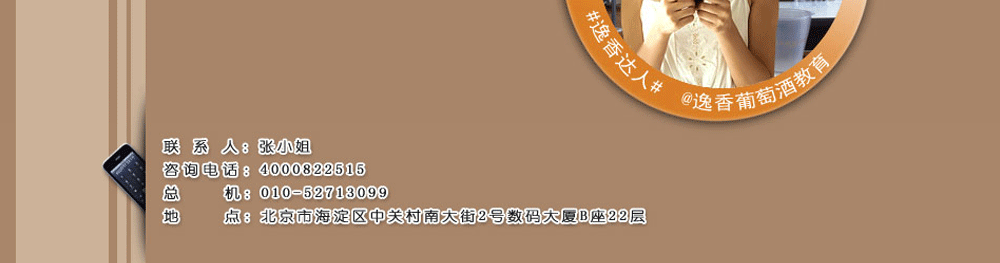 #逸香达人#
@逸香葡萄酒教育
联 系 人：张小姐
咨询电话：4000822515
总 机：010-52713099
地 点：北京市海淀区中关村南大街2号数码大厦B座22层